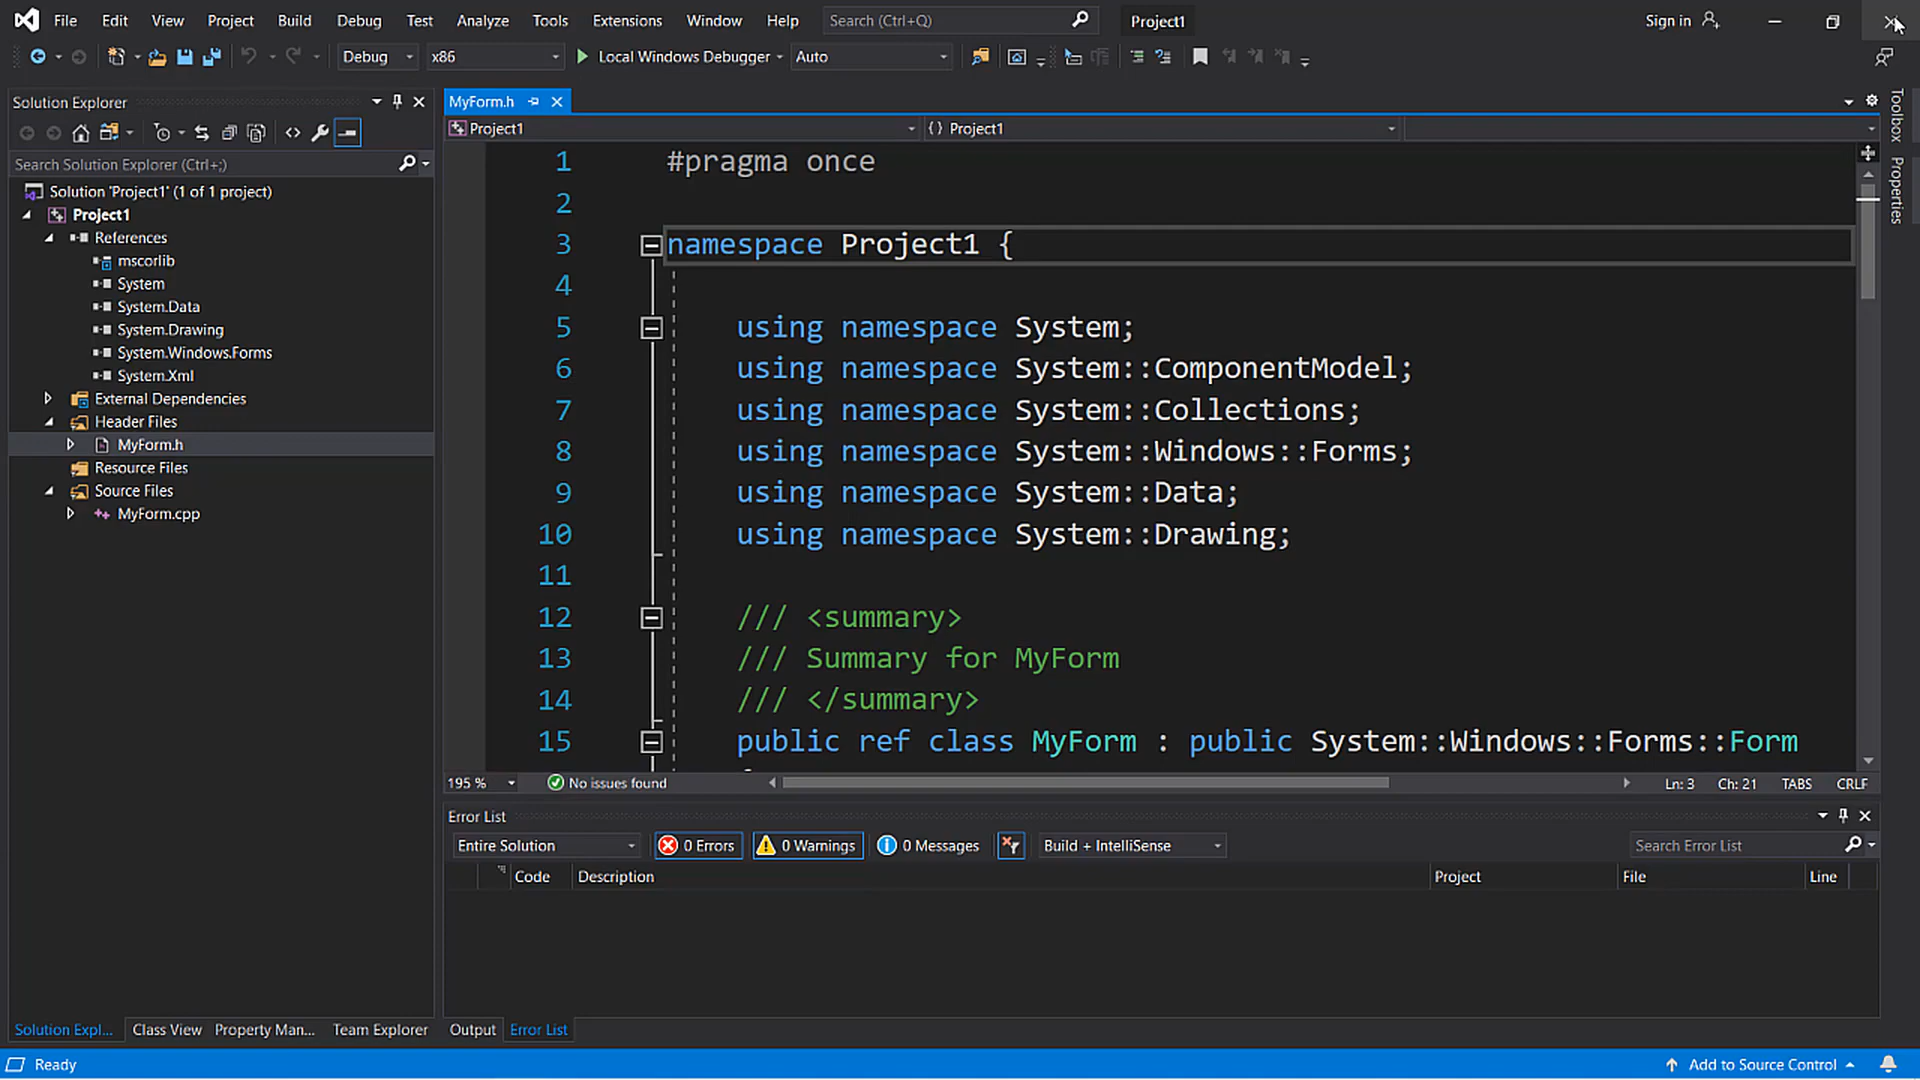 File Edit View Project Build Debug Test Analyze Tools Extensions Window Help Search (Ctrl+Q) Project1 Sign in
Debug x86 Local Windows Debugger Auto
Solution Explorer
Search Solution Explorer (Ctrl+;)
Solution 'Project1' (1 of 1 project)
Project1
References
mscorlib
System
System.Data
System.Drawing
System.Windows.Forms
System.Xml
External Dependencies
Header Files
MyForm.h
Resource Files
Source Files
MyForm.cpp
Solution Expl... Class View Property Man... Team Explorer
MyForm.h
Project1 {} Project1
1 #pragma once
2
3 namespace Project1 {
4
5 using namespace System;
6 using namespace System::ComponentModel;
7 using namespace System::Collections;
8 using namespace System::Windows::Forms;
9 using namespace System::Data;
10 using namespace System::Drawing;
11
12 /// <summary>
13 /// Summary for MyForm
14 /// </summary>
15 public ref class MyForm : public System::Windows::Forms::Form
195 % No issues found Ln: 3 Ch: 21 TABS CRLF
Error List
Entire Solution 0 Errors 0 Warnings 0 Messages Build + IntelliSense Search Error List
Code Description Project File Line
Output Error List
Toolbox
Properties
Ready Add to Source Control